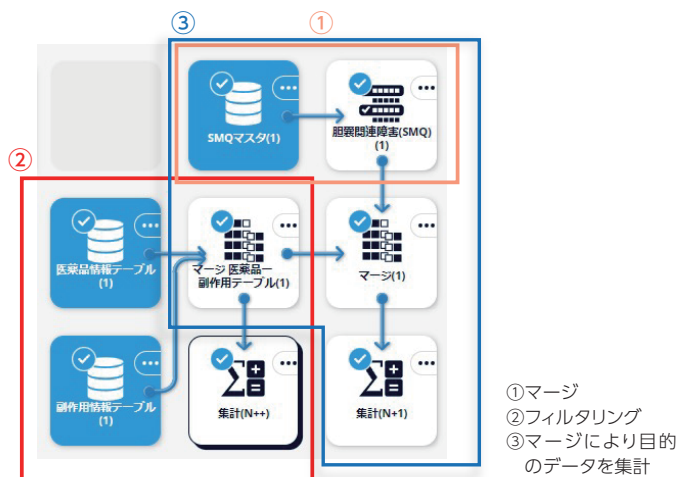 ③
①
SMQマスタ(1)
胆嚢関連障害(SMQ)
(1)
②
医薬品情報テーブル
(1)
マージ 医薬品ー
副作用テーブル(1)
マージ(1)
副作用情報テーブル
(1)
集計(N++)
集計(N+1)
①マージ
②フィルタリング
③マージにより目的
のデータを集計